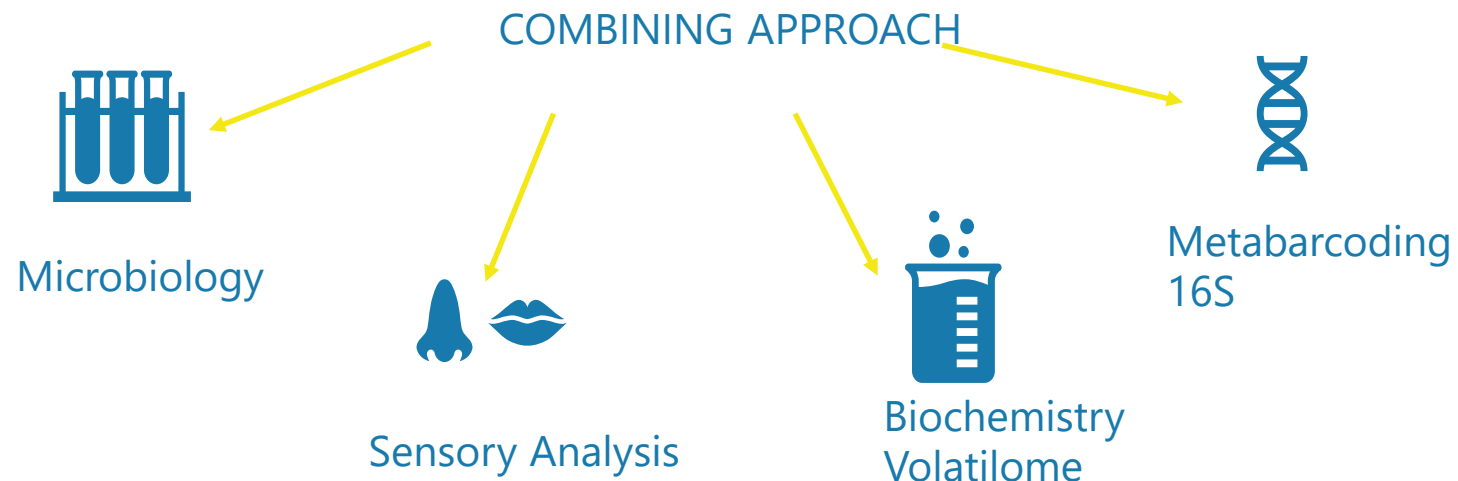 COMBINING APPROACH
Microbiology
Sensory Analysis
Biochemistry
Volatilome
Metabarcoding
16S